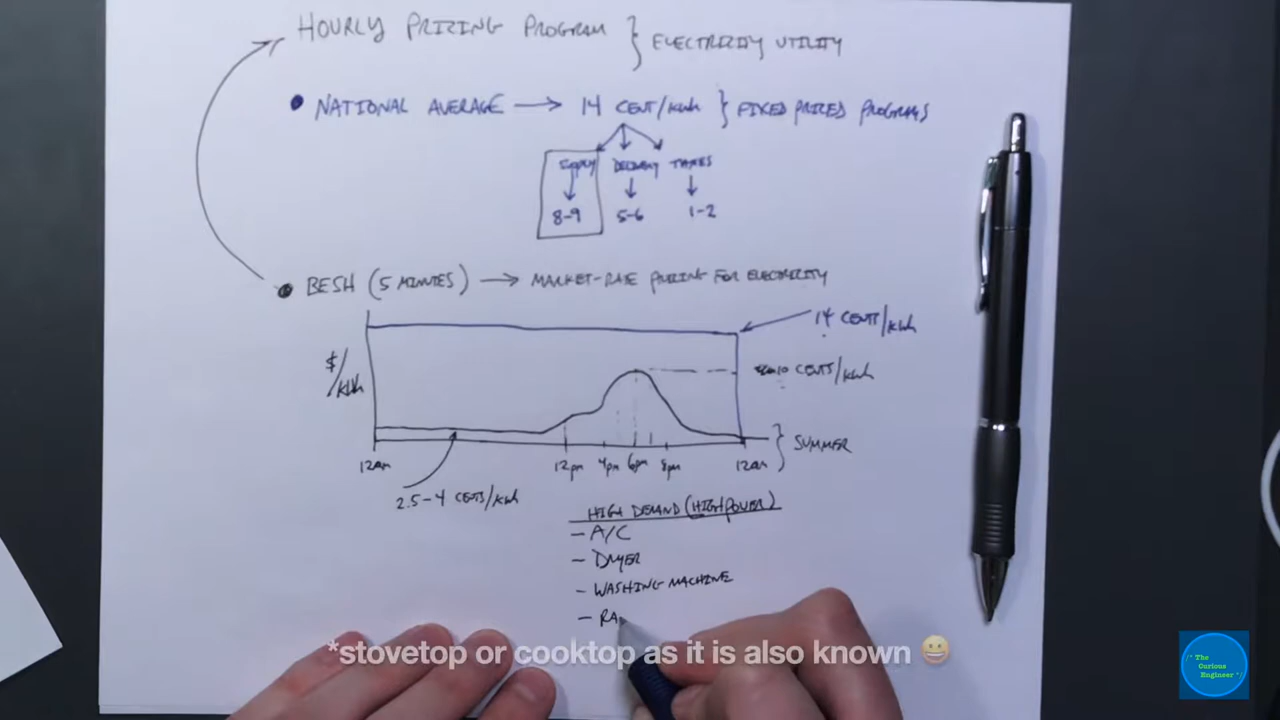 HOURLY PRICING PROGRAM } ELECTRICITY UTILITY
• NATIONAL AVERAGE → 14 CENT/kWh } FIXED PRICED PROGRAMS
SUPPLY DELIVERY TAXES
8-9 5-6 1-2
• BESH (5 MINUTES) → MARKET-RATE PRICING FOR ELECTRICITY
14 CENTS/kWh
$/kWh
10 CENTS/kWh
12am 12pm 4pm 6pm 8pm 12am } SUMMER
2.5-4 CENTS/kWh
HIGH DEMAND (HIGH POWER)
- A/C
- DRYER
- WASHING MACHINE
- RA
*stovetop or cooktop as it is also known 😀
/* The
Curious
Engineer */